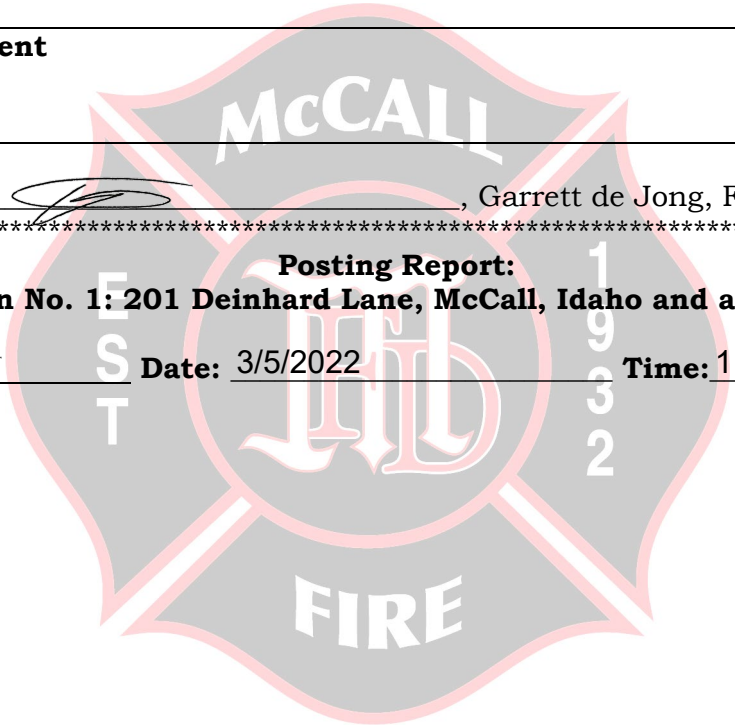 ent
McCALL
, Garrett de Jong, F
****************************************************************
Posting Report:
n No. 1: 201 Deinhard Lane, McCall, Idaho and a
Date: 3/5/2022 Time: 1
EST
1932
MFD
FIRE